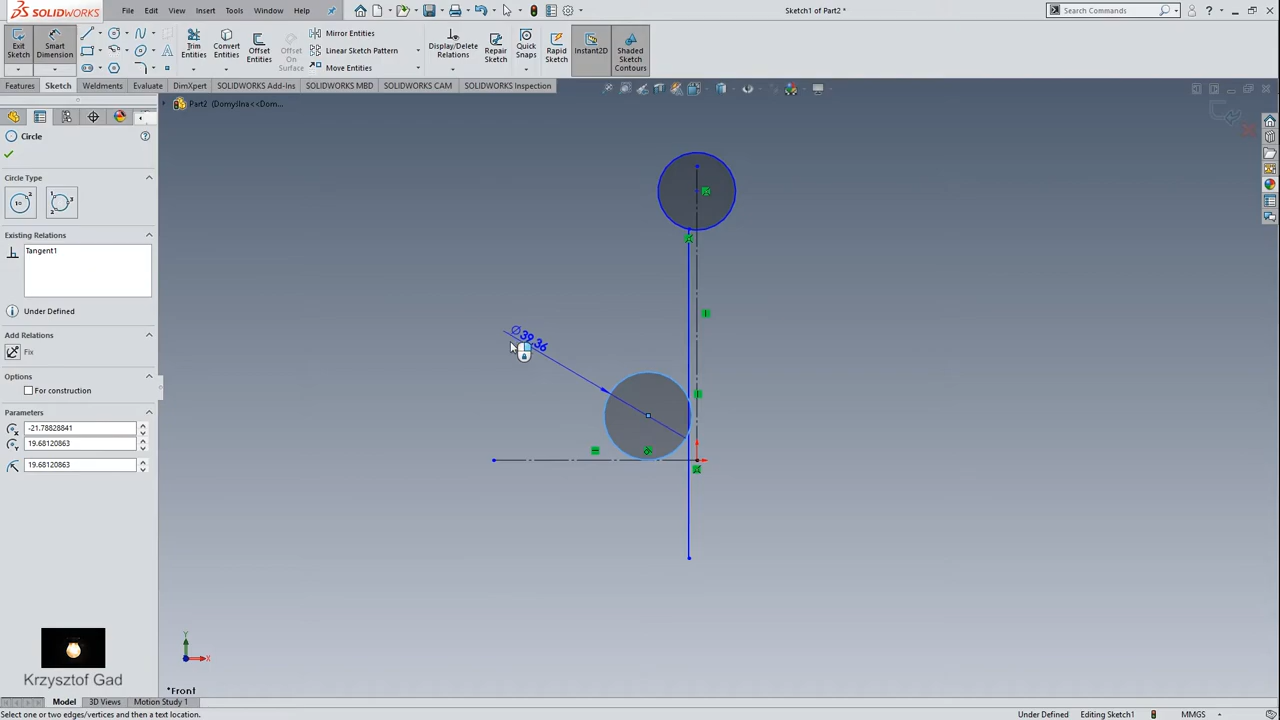 SOLIDWORKS
File
Edit
View
Insert
Tools
Window
Help
Sketch1 of Part2 *
Search Commands
Exit Sketch
Smart Dimension
Trim Entities
Convert Entities
Offset Entities
Offset On Surface
Mirror Entities
Linear Sketch Pattern
Move Entities
Display/Delete Relations
Repair Sketch
Quick Snaps
Rapid Sketch
Instant2D
Shaded Sketch Contours
Features
Sketch
Weldments
Evaluate
DimXpert
SOLIDWORKS Add-Ins
SOLIDWORKS MBD
SOLIDWORKS CAM
SOLIDWORKS Inspection
Part2 (Domyślna<<Dom...
Circle
Circle Type
Existing Relations
Tangent1
Under Defined
Add Relations
Fix
Options
For construction
Parameters
-21.78828841
19.68120863
19.68120863
∅39.36
Krzysztof Gad
Y
X
*Front
Model
3D Views
Motion Study 1
Select one or two edges/vertices and then a text location.
Under Defined
Editing Sketch1
MMGS